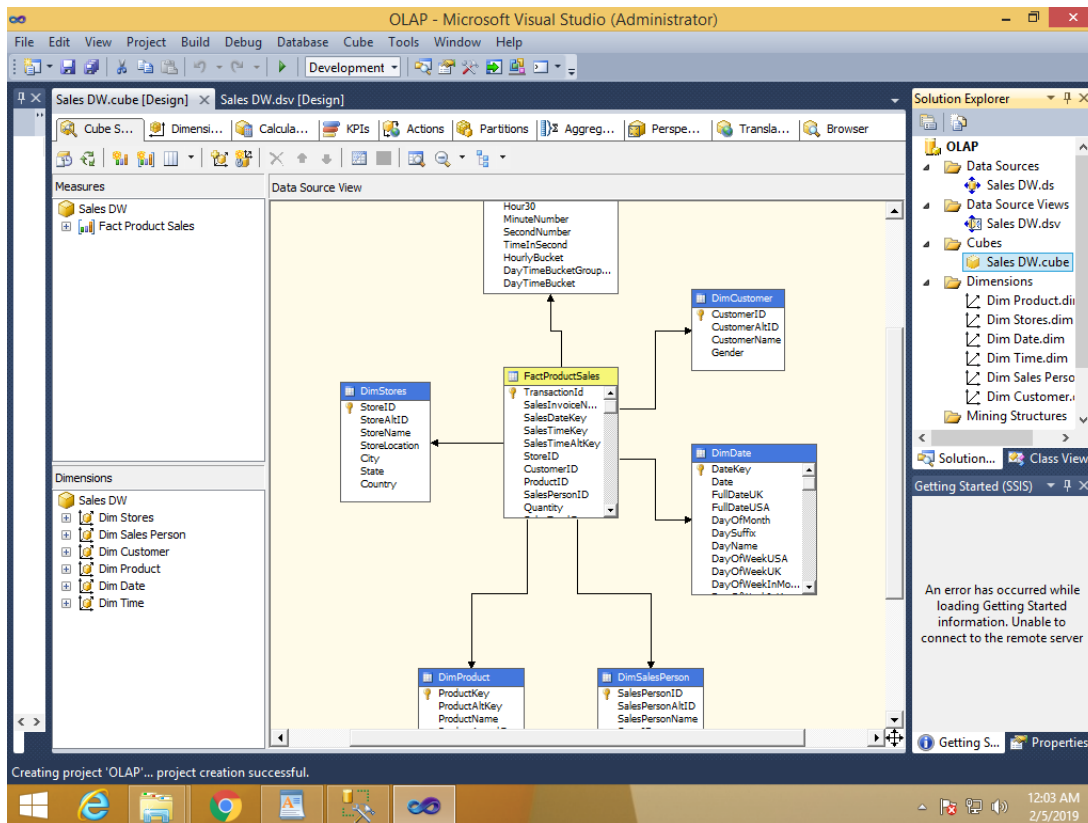 OLAP - Microsoft Visual Studio (Administrator)
File Edit View Project Build Debug Database Cube Tools Window Help
Development
Sales DW.cube [Design] Sales DW.dsv [Design]
Cube S... Dimensi... Calcula... KPIs Actions Partitions Aggreg... Perspe... Transla... Browser
Measures
Sales DW
Fact Product Sales
Dimensions
Sales DW
Dim Stores
Dim Sales Person
Dim Customer
Dim Product
Dim Date
Dim Time
Data Source View
Hour30
MinuteNumber
SecondNumber
TimeInSecond
HourlyBucket
DayTimeBucketGroup...
DayTimeBucket
DimCustomer
CustomerID
CustomerAltID
CustomerName
Gender
FactProductSales
TransactionId
SalesInvoiceN...
SalesDateKey
SalesTimeKey
SalesTimeAltKey
StoreID
CustomerID
ProductID
SalesPersonID
Quantity
DimStores
StoreID
StoreAltID
StoreName
StoreLocation
City
State
Country
DimDate
DateKey
Date
FullDateUK
FullDateUSA
DayOfMonth
DaySuffix
DayName
DayOfWeekUSA
DayOfWeekUK
DayOfWeekInMo...
DimProduct
ProductKey
ProductAltKey
ProductName
DimSalesPerson
SalesPersonID
SalesPersonAltID
SalesPersonName
Solution Explorer
OLAP
Data Sources
Sales DW.ds
Data Source Views
Sales DW.dsv
Cubes
Sales DW.cube
Dimensions
Dim Product.di
Dim Stores.dim
Dim Date.dim
Dim Time.dim
Dim Sales Perso
Dim Customer.
Mining Structures
Solution... Class View
Getting Started (SSIS)
An error has occurred while
loading Getting Started
information. Unable to
connect to the remote server
Getting S... Properties
Creating project 'OLAP'... project creation successful.
12:03 AM
2/5/2019